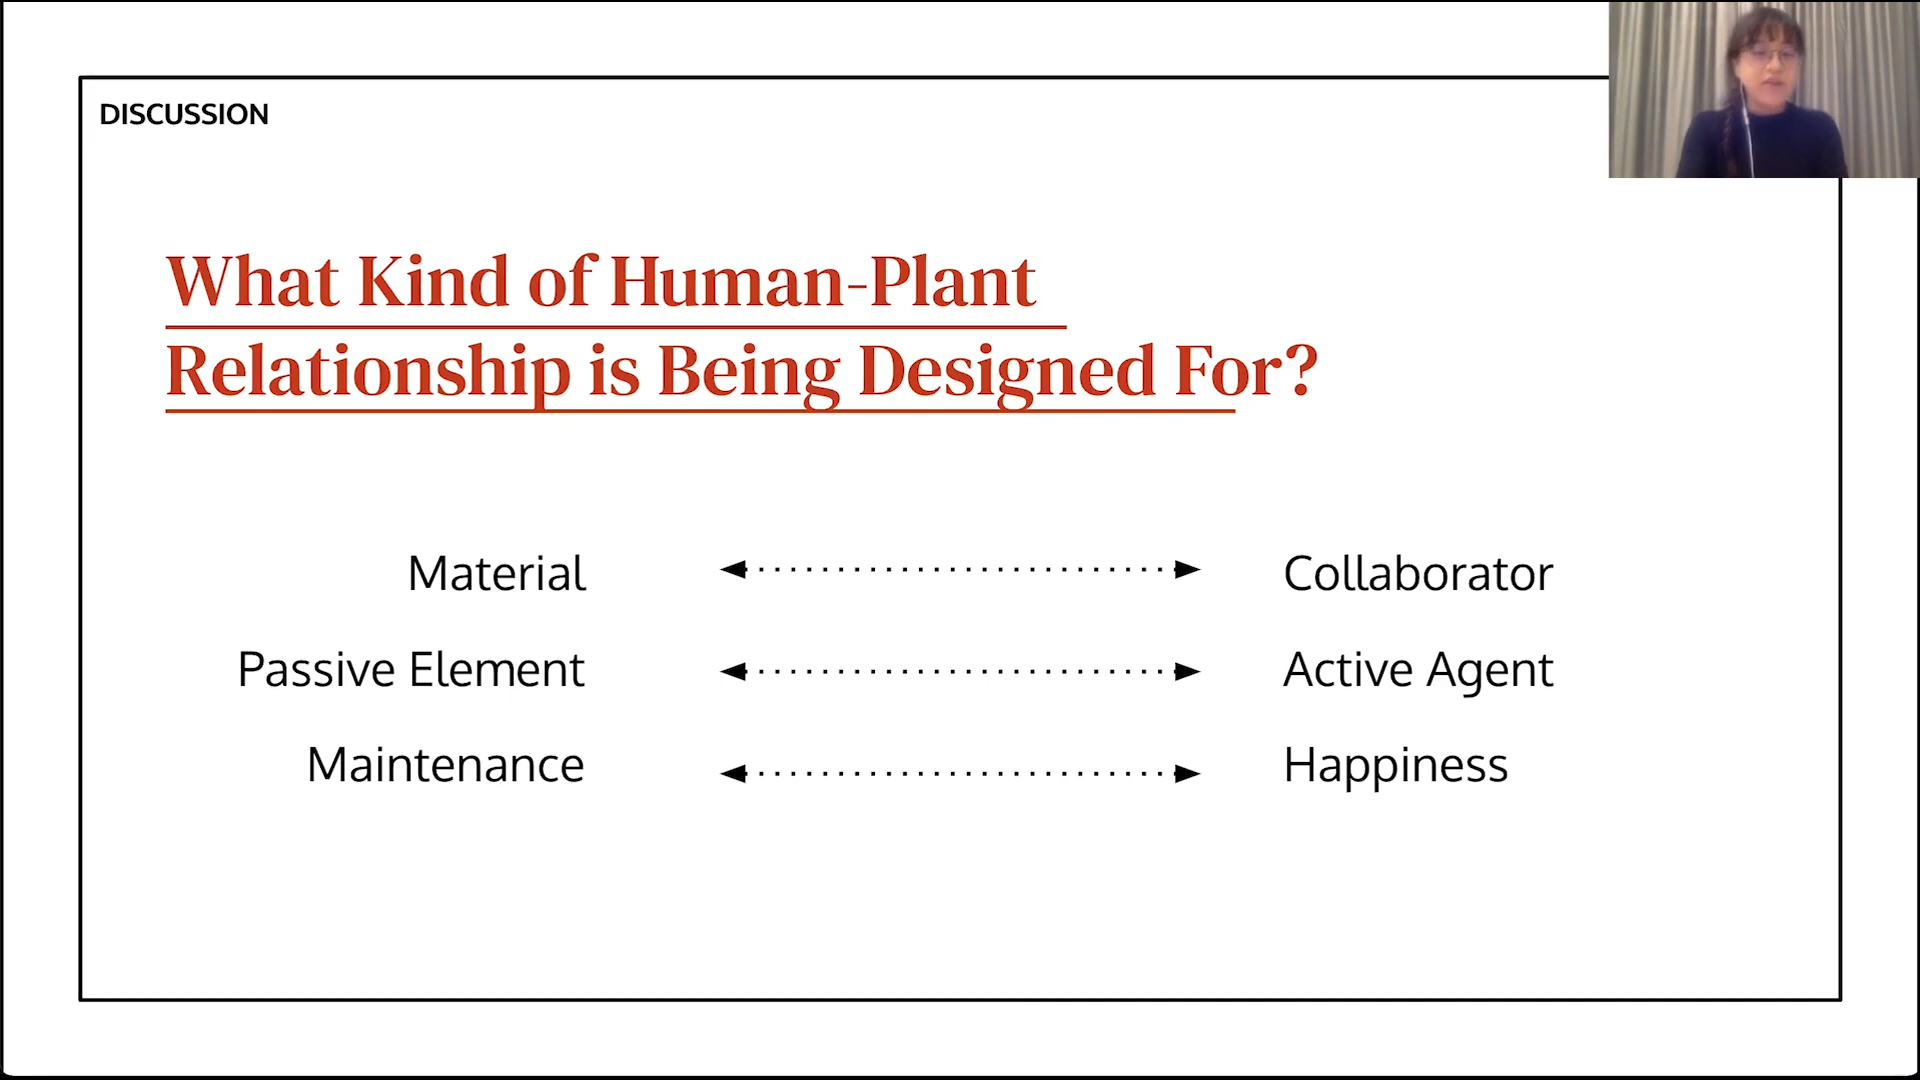 DISCUSSION
What Kind of Human-Plant
Relationship is Being Designed For?
Material
Collaborator
Passive Element
Active Agent
Maintenance
Happiness